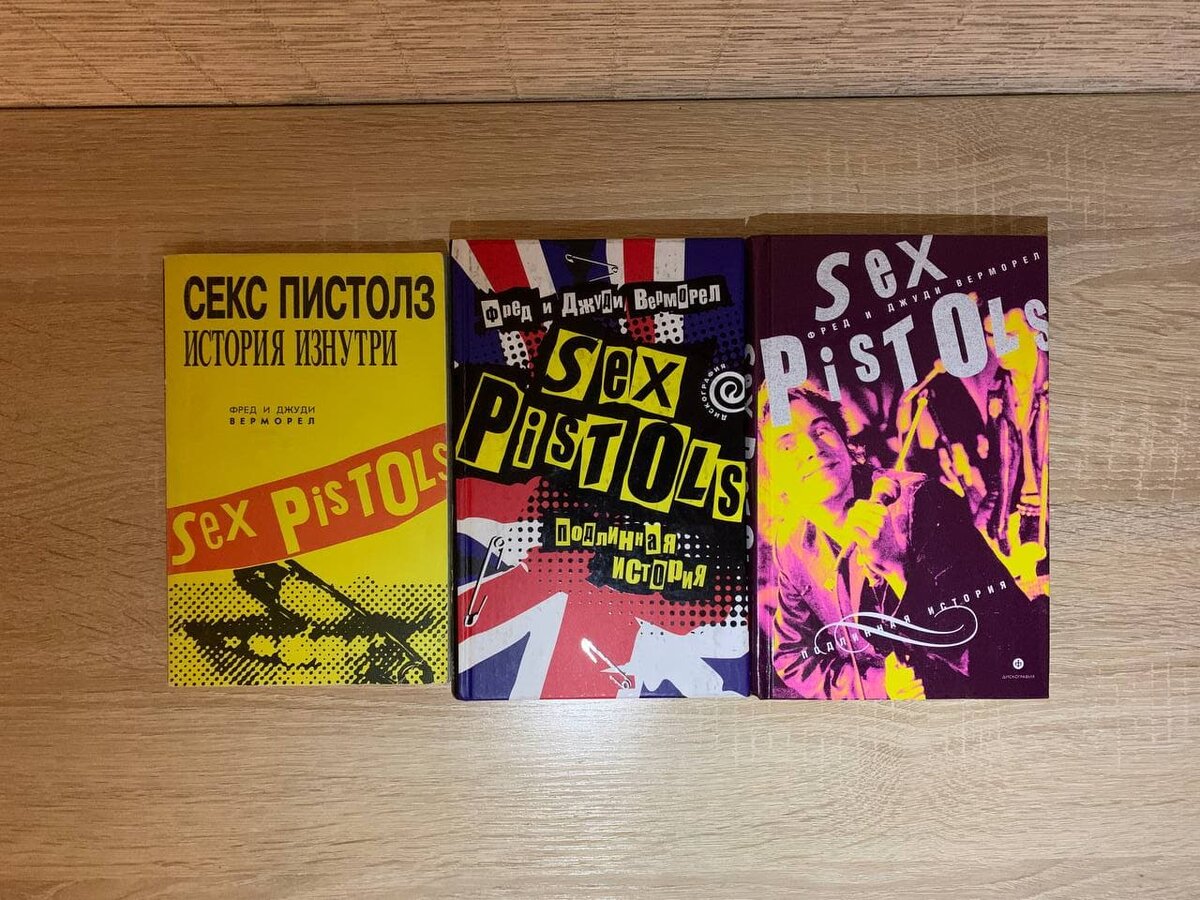 СЕКС ПИСТОЛЗ
ИСТОРИЯ ИЗНУТРИ
ФРЕД И ДЖУДИ
ВЕРМОРЕЛ
Sex PiSTOLs
Фред и Джуди Верморел
Sex
PiSTOLs
дискография
подлинная
история
Sex
ФРЕД И ДЖУДИ ВЕРМОРЕЛ
PiSTOLs
ПОДЛИННАЯ ИСТОРИЯ
ДИСКОГРАФИЯ